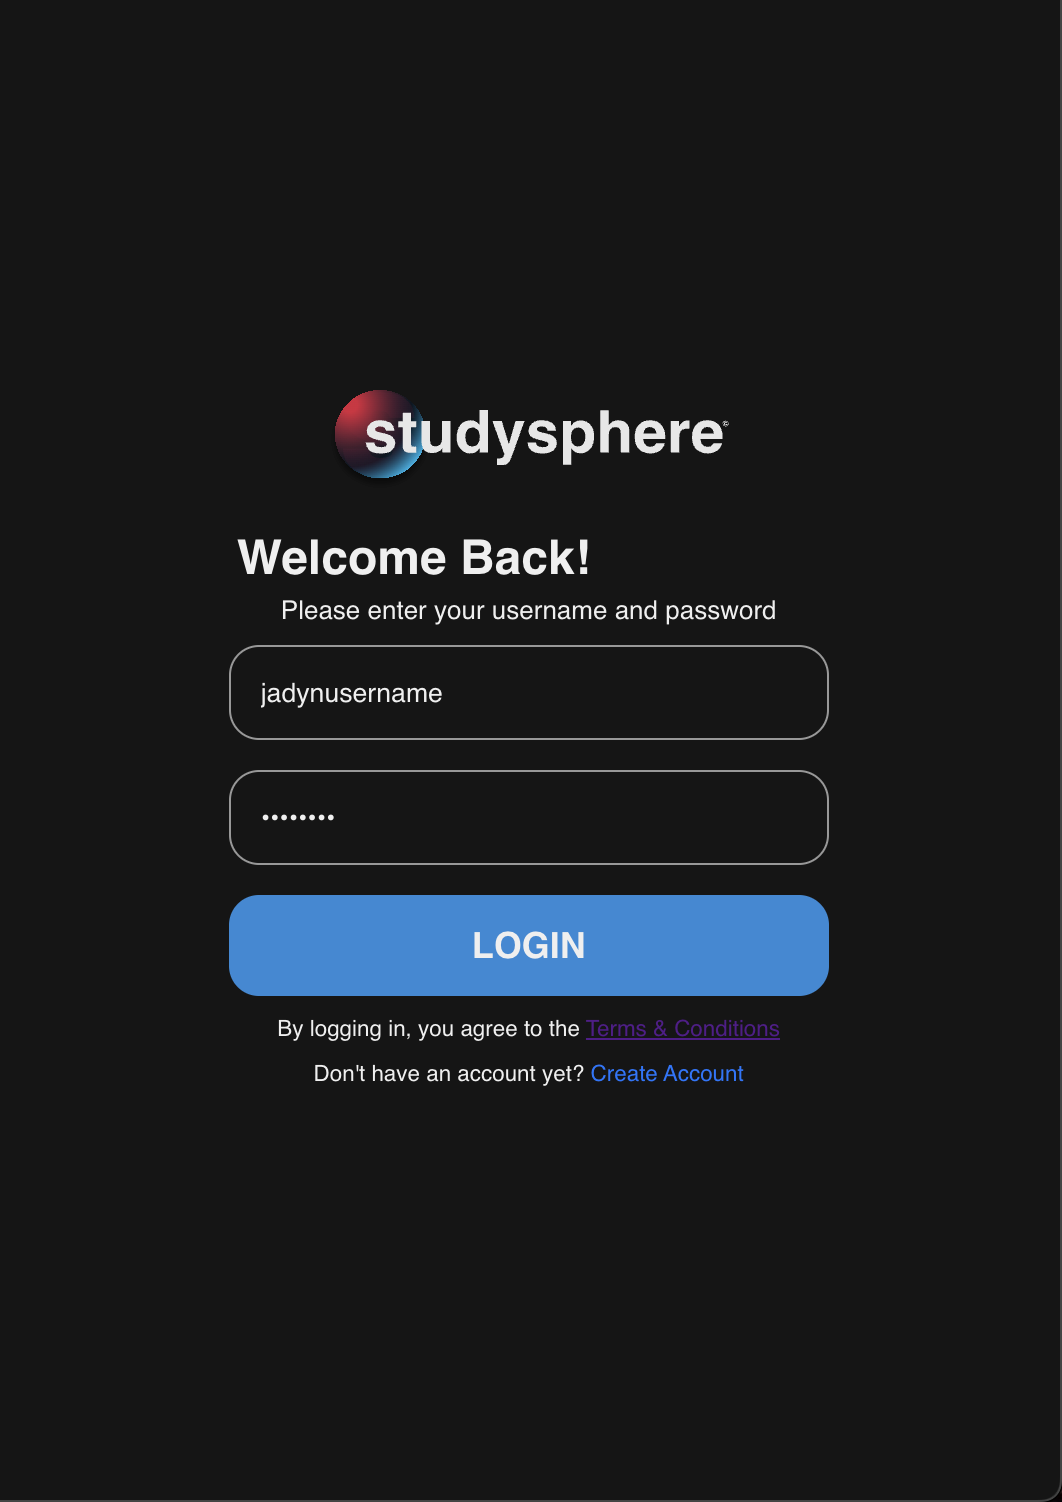 studysphere©
Welcome Back!
Please enter your username and password
jadynusername
••••••••
LOGIN
By logging in, you agree to the Terms & Conditions
Don't have an account yet? Create Account